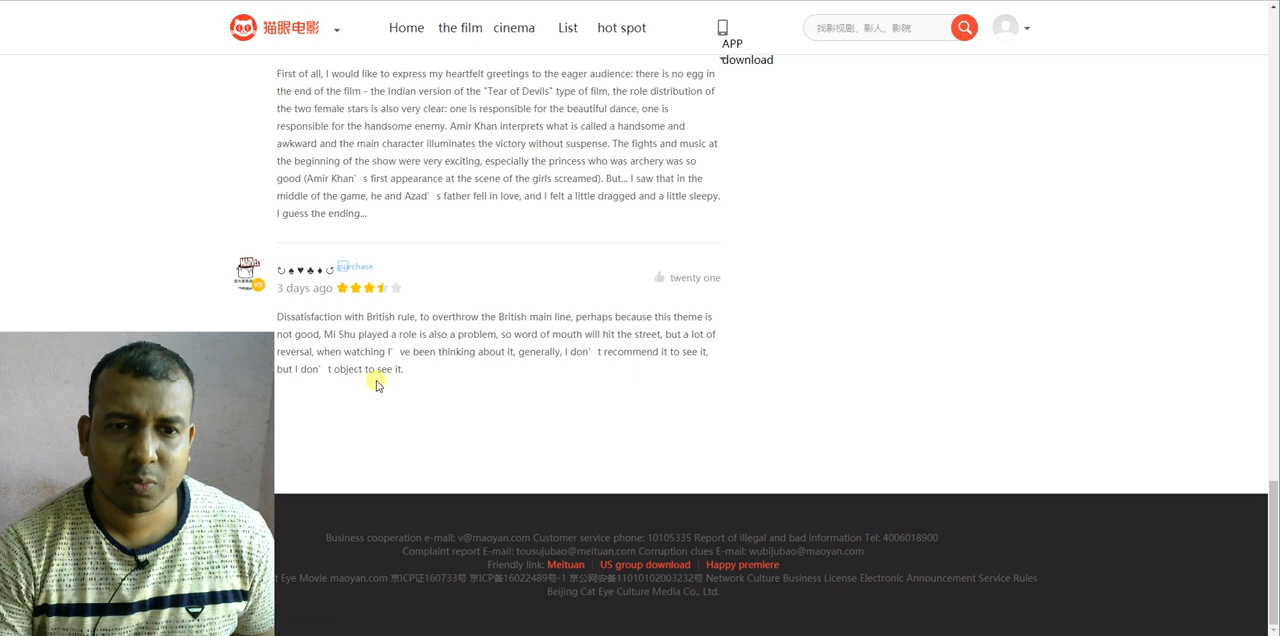 猫眼电影
Home the film cinema List hot spot
APP
download
找影视剧、影人、影院
First of all, I would like to express my heartfelt greetings to the eager audience: there is no egg in
the end of the film - the Indian version of the "Tear of Devils" type of film, the role distribution of
the two female stars is also very clear: one is responsible for the beautiful dance, one is
responsible for the handsome enemy. Amir Khan interprets what is called a handsome and
awkward and the main character illuminates the victory without suspense. The fights and music at
the beginning of the show were very exciting, especially the princess who was archery was so
good (Amir Khan's first appearance at the scene of the girls screamed). But... I saw that in the
middle of the game, he and Azad's father fell in love, and I felt a little dragged and a little sleepy.
I guess the ending...
↻ ♠ ♥ ♣ ♦ ↺ purchase
3 days ago
twenty one
Dissatisfaction with British rule, to overthrow the British main line, perhaps because this theme is
not good, Mi Shu played a role is also a problem, so word of mouth will hit the street, but a lot of
reversal, when watching I've been thinking about it, generally, I don't recommend it to see it,
but I don't object to see it.
Business cooperation e-mail: v@maoyan.com Customer service phone: 10105335 Report of illegal and bad information Tel: 4006018900
Complaint report E-mail: tousujubao@meituan.com Corruption clues E-mail: wubijubao@maoyan.com
Friendly link: Meituan | US group download | Happy premiere
t Eye Movie maoyan.com 京ICP证160733号 京ICP备16022489号-1 京公网安备11010102003232号 Network Culture Business License Electronic Announcement Service Rules
Beijing Cat Eye Culture Media Co., Ltd.